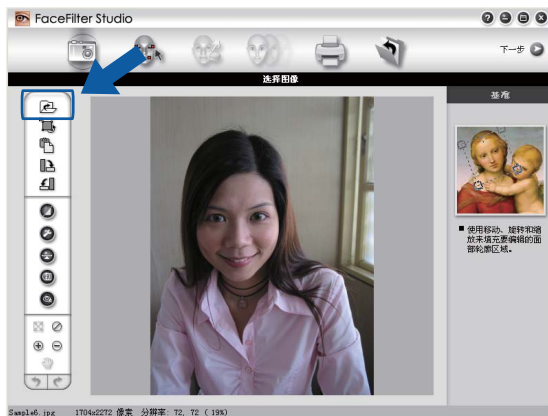 FaceFilter Studio
下一步
选择图像
基准
使用移动、旋转和缩
放来填充要编辑的面
部轮廓区域。
Sample6.jpg 1704x2272 像素 分辨率: 72, 72 ( 19%)